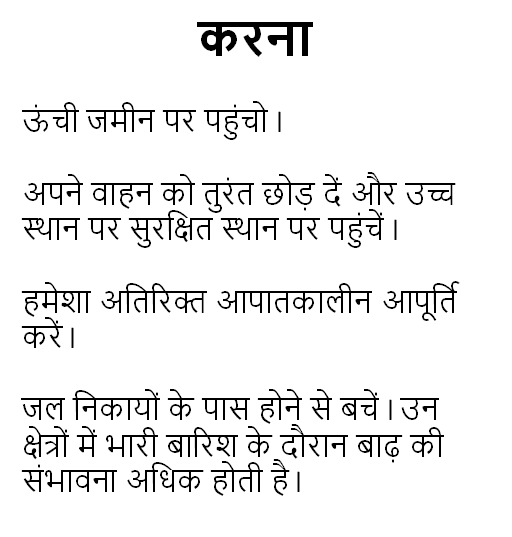 करना
ऊंची जमीन पर पहुंचो।
अपने वाहन को तुरंत छोड़ दें और उच्च
स्थान पर सुरक्षित स्थान पर पहुंचें।
हमेशा अतिरिक्त आपातकालीन आपूर्ति
करें।
जल निकायों के पास होने से बचें। उन
क्षेत्रों में भारी बारिश के दौरान बाढ़ की
संभावना अधिक होती है।